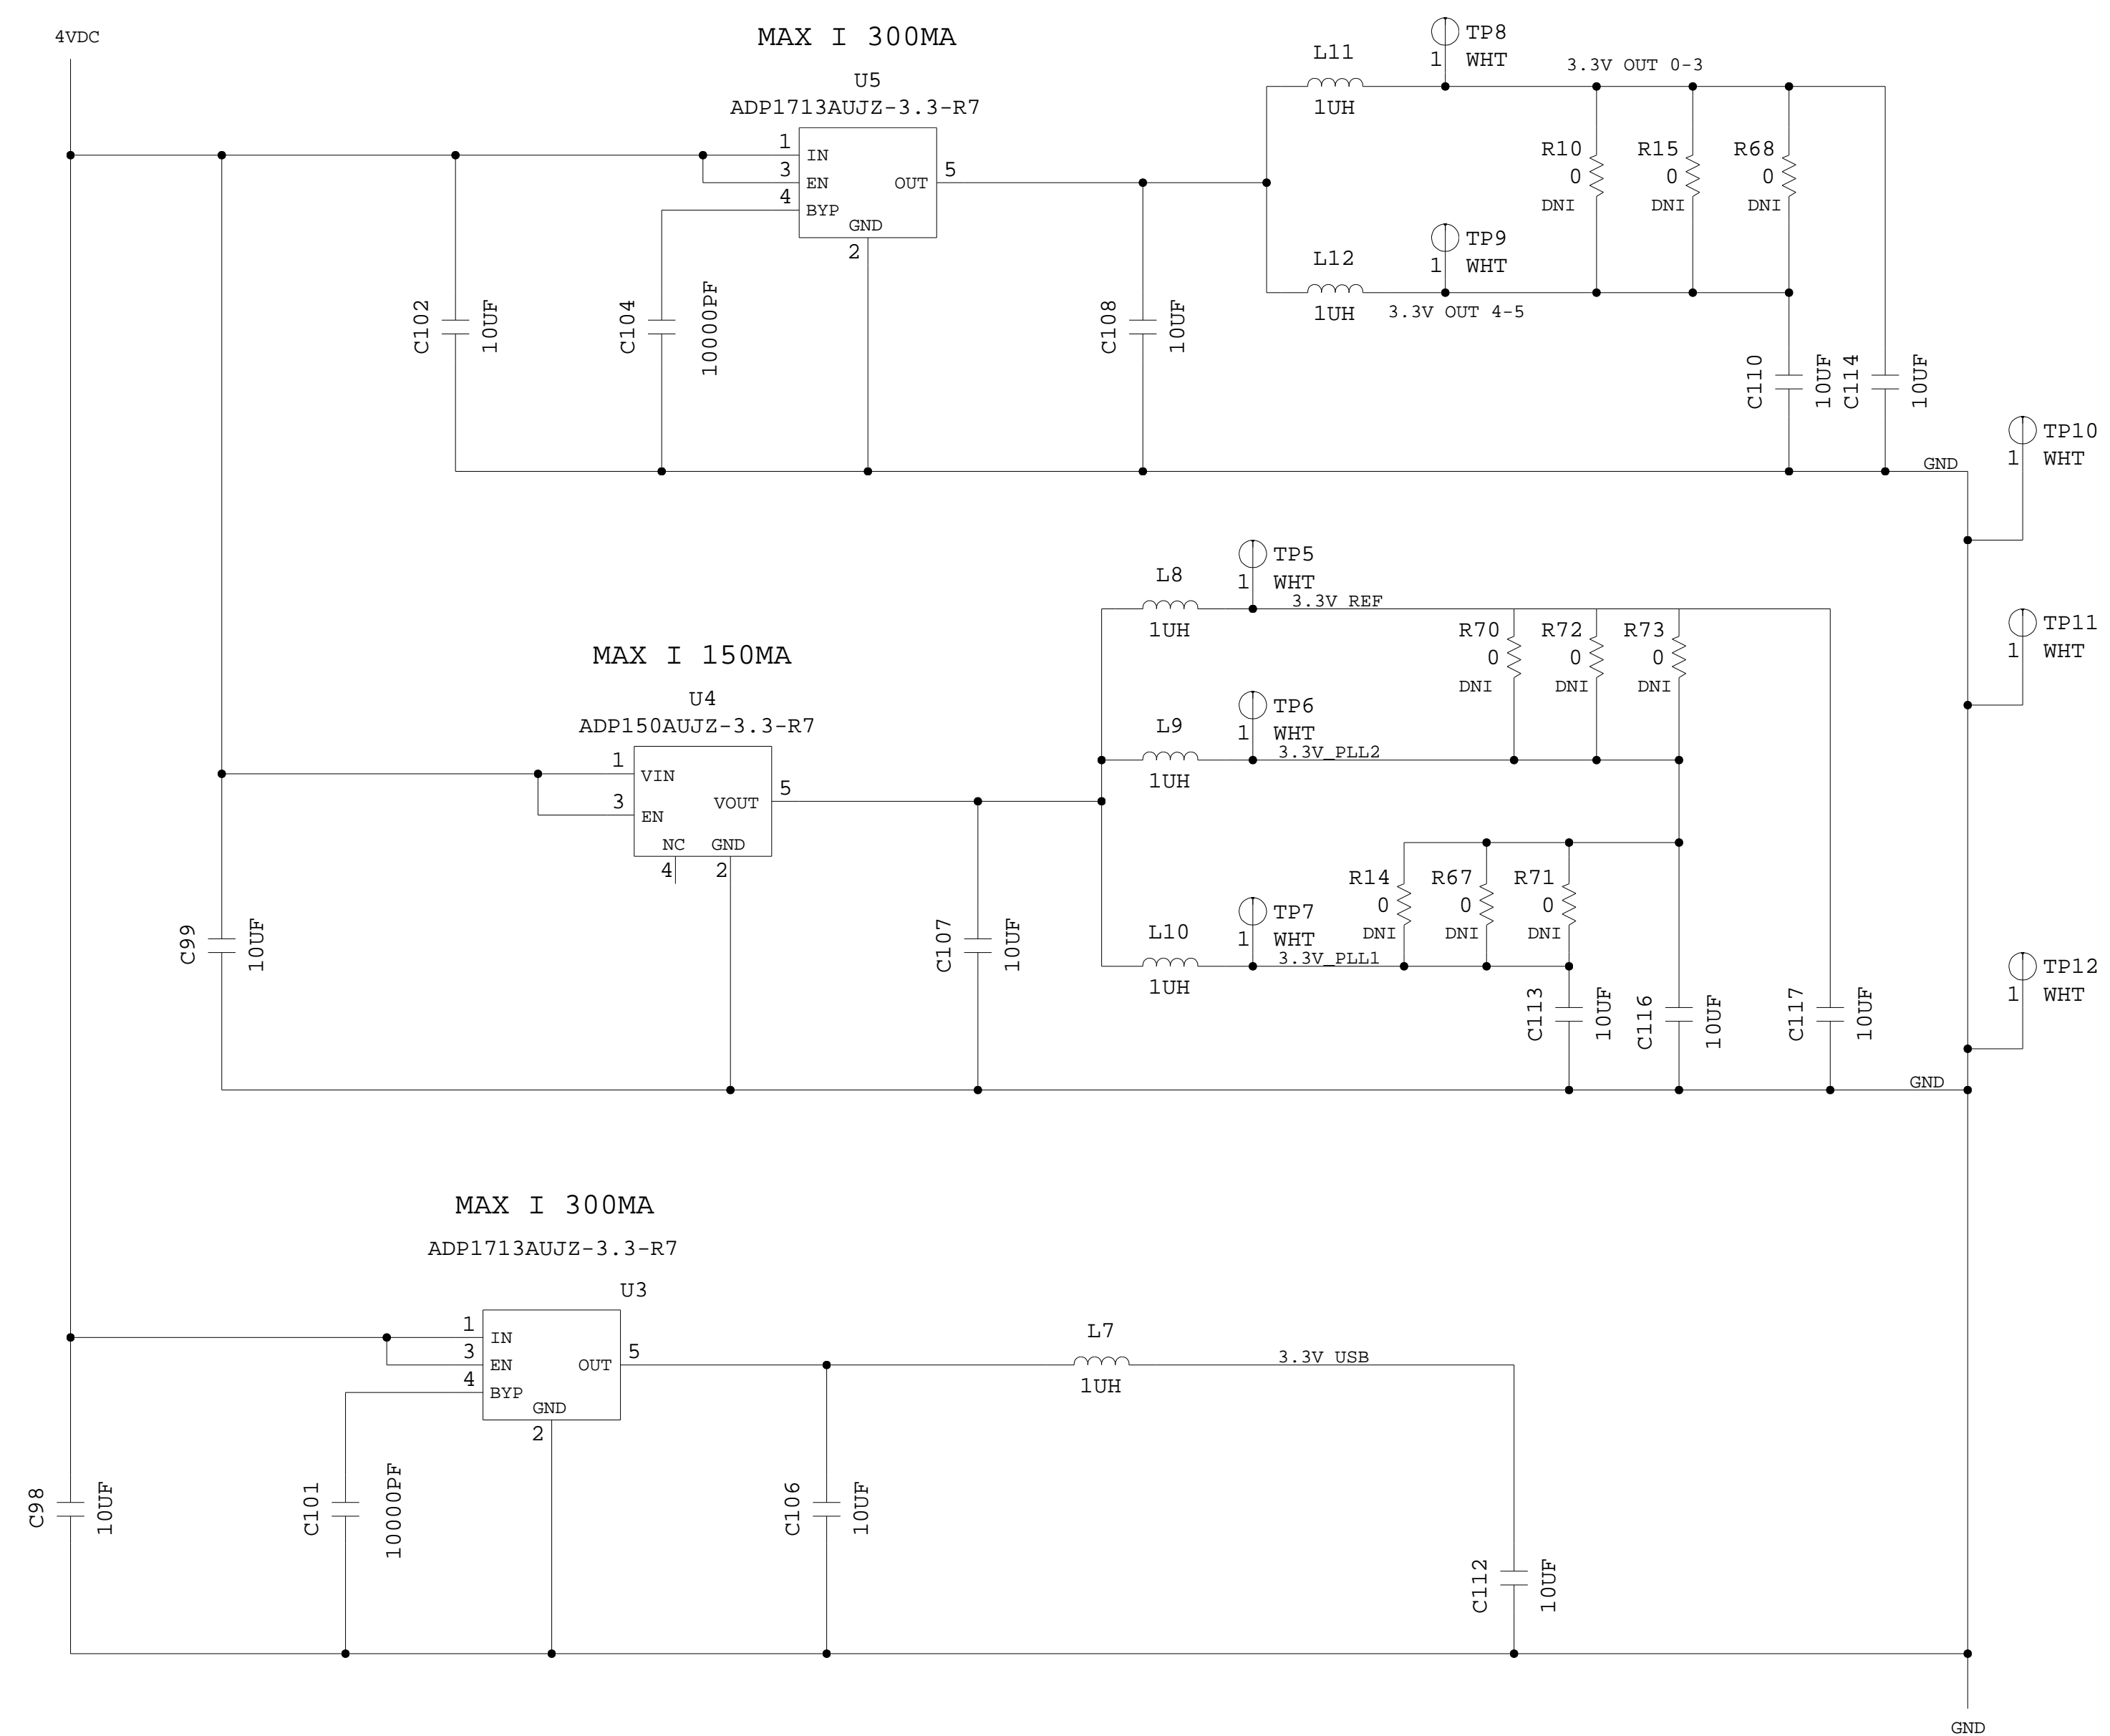 4VDC
MAX I 300MA
U5
ADP1713AUJZ-3.3-R7
1
IN
3
EN
4
BYP
GND
2
OUT
5
C102
10UF
C104
10000PF
C108
10UF
L11
1UH
TP8
1
WHT
3.3V OUT 0-3
R10
0
DNI
R15
0
DNI
R68
0
DNI
L12
1UH
TP9
1
WHT
3.3V OUT 4-5
C110
10UF
C114
10UF
GND
TP10
1
WHT
MAX I 150MA
U4
ADP150AUJZ-3.3-R7
1
VIN
3
EN
NC
4
GND
2
VOUT
5
C99
10UF
C107
10UF
L8
1UH
TP5
1
WHT
3.3V REF
R70
0
DNI
R72
0
DNI
R73
0
DNI
L9
1UH
TP6
1
WHT
3.3V_PLL2
R14
0
DNI
R67
0
DNI
R71
0
DNI
L10
1UH
TP7
1
WHT
3.3V_PLL1
C113
10UF
C116
10UF
C117
10UF
GND
TP11
1
WHT
TP12
1
WHT
MAX I 300MA
ADP1713AUJZ-3.3-R7
U3
1
IN
3
EN
4
BYP
GND
2
OUT
5
C98
10UF
C101
10000PF
C106
10UF
L7
1UH
3.3V USB
C112
10UF
GND